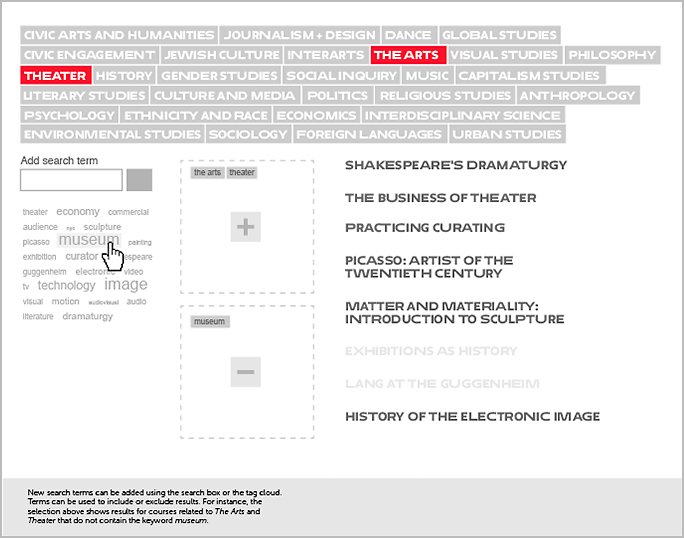 CIVIC ARTS AND HUMANITIES JOURNALISM + DESIGN DANCE GLOBAL STUDIES
CIVIC ENGAGEMENT JEWISH CULTURE INTERARTS THE ARTS VISUAL STUDIES PHILOSOPHY
THEATER HISTORY GENDER STUDIES SOCIAL INQUIRY MUSIC CAPITALISM STUDIES
LITERARY STUDIES CULTURE AND MEDIA POLITICS RELIGIOUS STUDIES ANTHROPOLOGY
PSYCHOLOGY ETHNICITY AND RACE ECONOMICS INTERDISCIPLINARY SCIENCE
ENVIRONMENTAL STUDIES SOCIOLOGY FOREIGN LANGUAGES URBAN STUDIES
Add search term
theater economy commercial
audience nyc sculpture
picasso museum painting
exhibition curator espeare
guggenheim electronic video
tv technology image
visual motion audiovisual audio
literature dramaturgy
the arts theater
+
museum
−
SHAKESPEARE'S DRAMATURGY
THE BUSINESS OF THEATER
PRACTICING CURATING
PICASSO: ARTIST OF THE
TWENTIETH CENTURY
MATTER AND MATERIALITY:
INTRODUCTION TO SCULPTURE
EXHIBITIONS AS HISTORY
LANG AT THE GUGGENHEIM
HISTORY OF THE ELECTRONIC IMAGE
New search terms can be added using the search box or the tag cloud.
Terms can be used to include or exclude results. For instance, the
selection above shows results for courses related to The Arts and
Theater that do not contain the keyword museum.